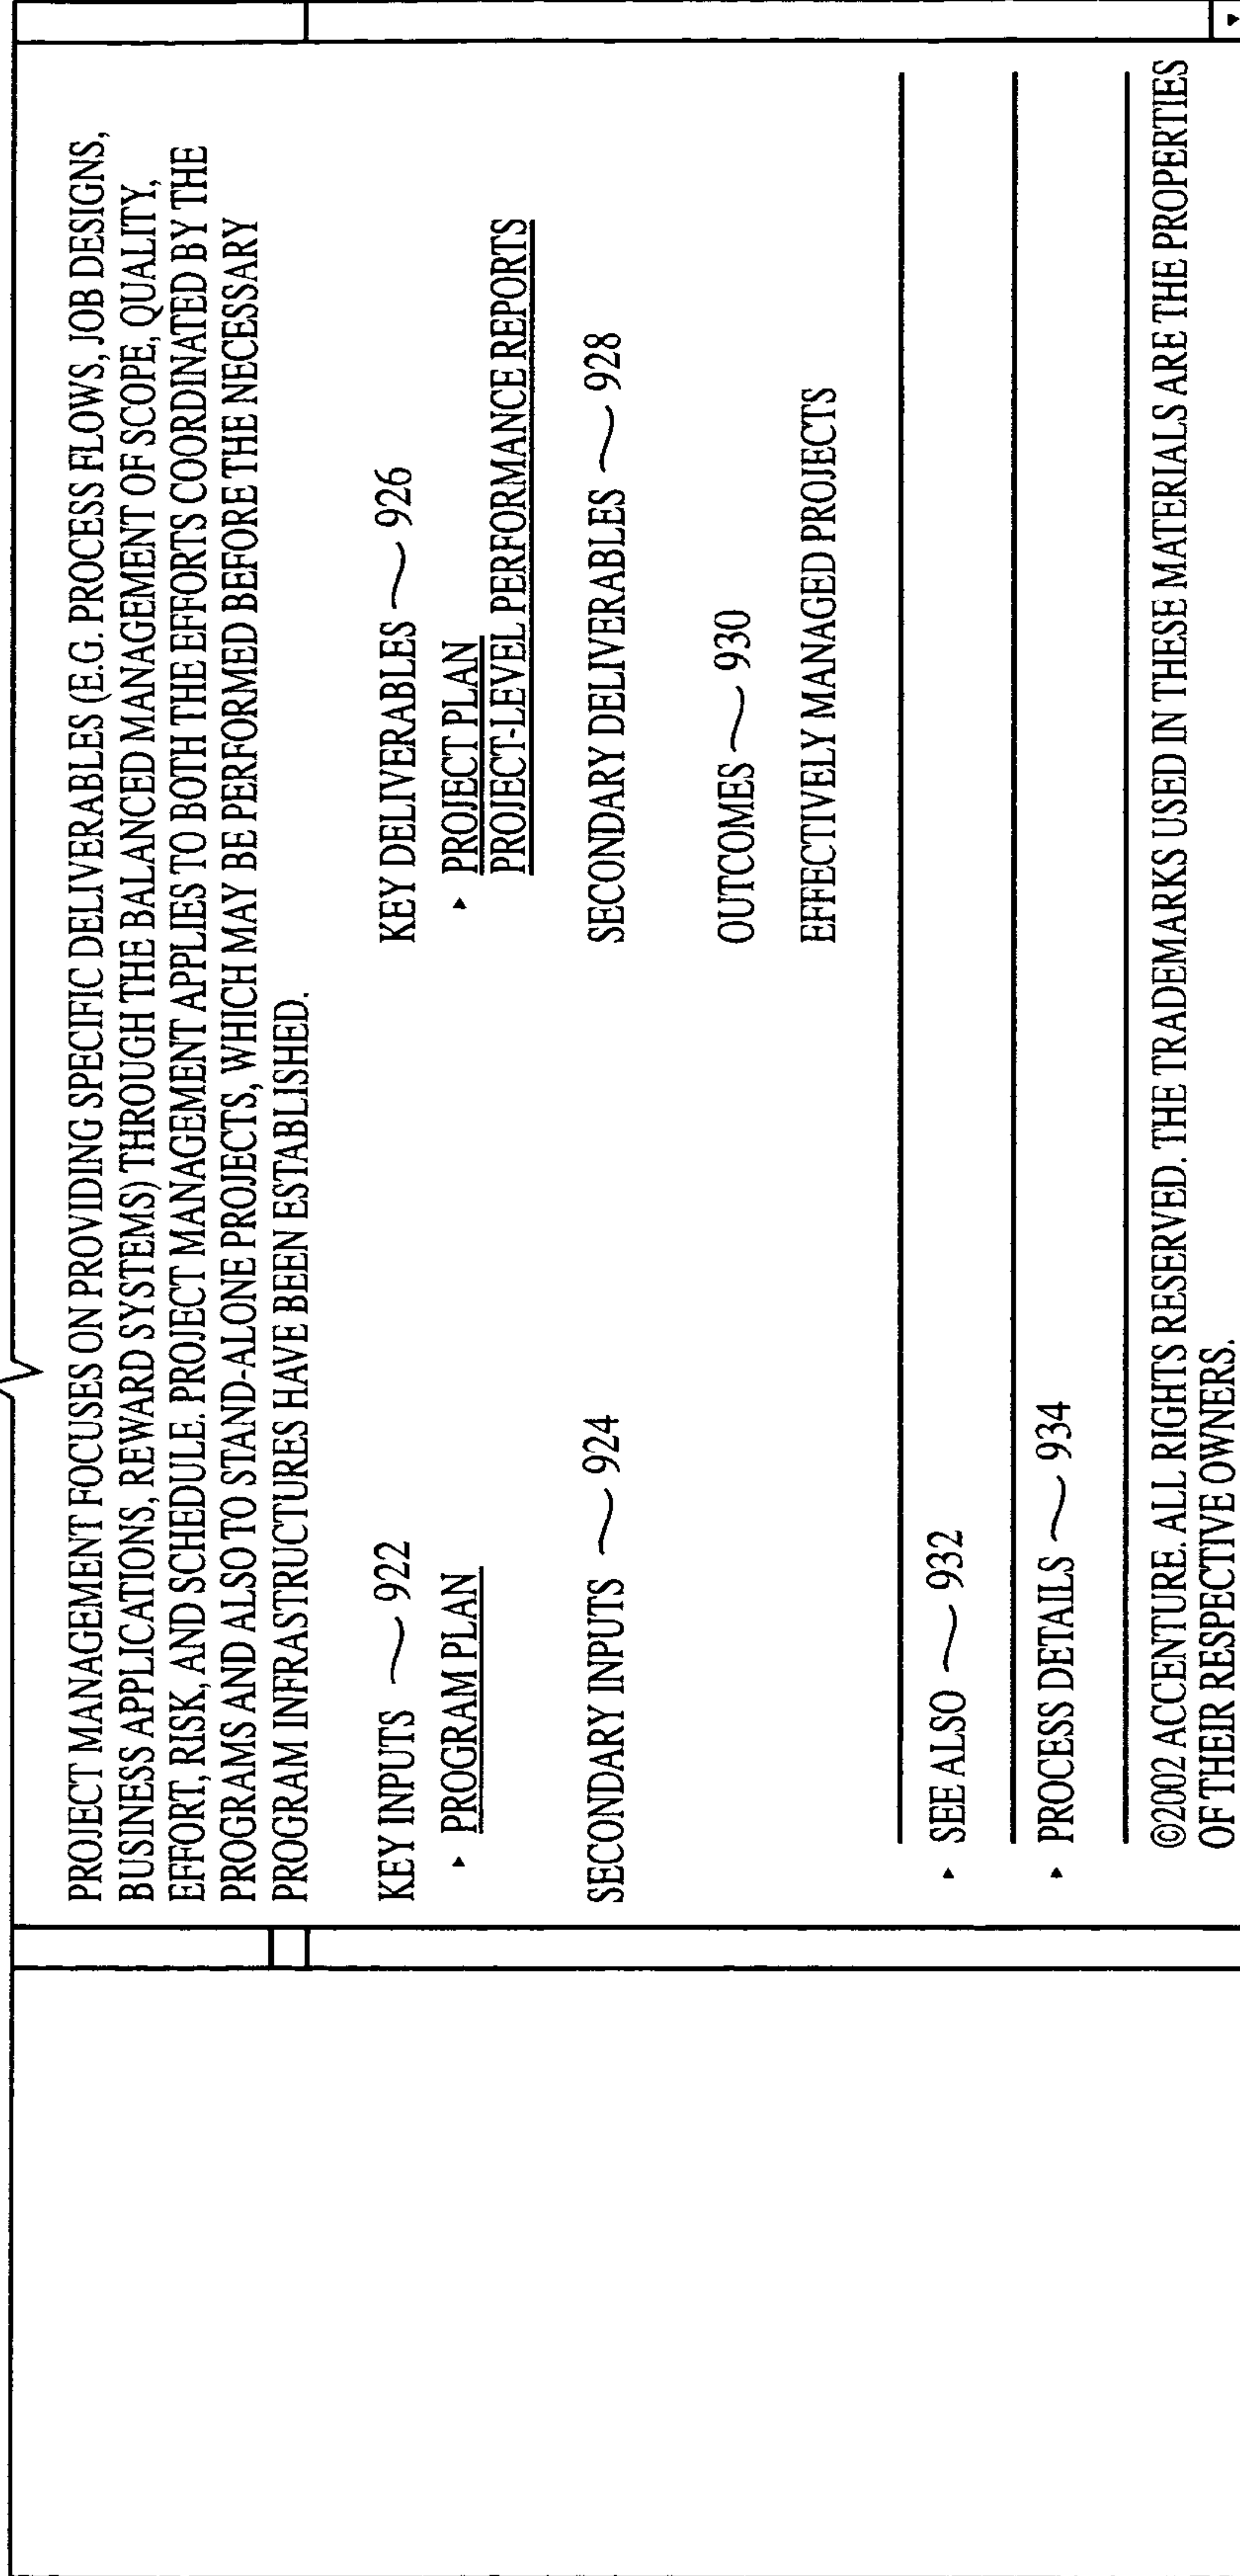 PROJECT MANAGEMENT FOCUSES ON PROVIDING SPECIFIC DELIVERABLES (E.G. PROCESS FLOWS, JOB DESIGNS,
BUSINESS APPLICATIONS, REWARD SYSTEMS) THROUGH THE BALANCED MANAGEMENT OF SCOPE, QUALITY,
EFFORT, RISK, AND SCHEDULE. PROJECT MANAGEMENT APPLIES TO BOTH THE EFFORTS COORDINATED BY THE
PROGRAMS AND ALSO TO STAND-ALONE PROJECTS, WHICH MAY BE PERFORMED BEFORE THE NECESSARY
PROGRAM INFRASTRUCTURES HAVE BEEN ESTABLISHED.
KEY INPUTS 922
PROGRAM PLAN
SECONDARY INPUTS 924
KEY DELIVERABLES 926
PROJECT PLAN
PROJECT-LEVEL PERFORMANCE REPORTS
SECONDARY DELIVERABLES 928
OUTCOMES 930
EFFECTIVELY MANAGED PROJECTS
SEE ALSO 932
PROCESS DETAILS 934
©2002 ACCENTURE. ALL RIGHTS RESERVED. THE TRADEMARKS USED IN THESE MATERIALS ARE THE PROPERTIES
OF THEIR RESPECTIVE OWNERS.